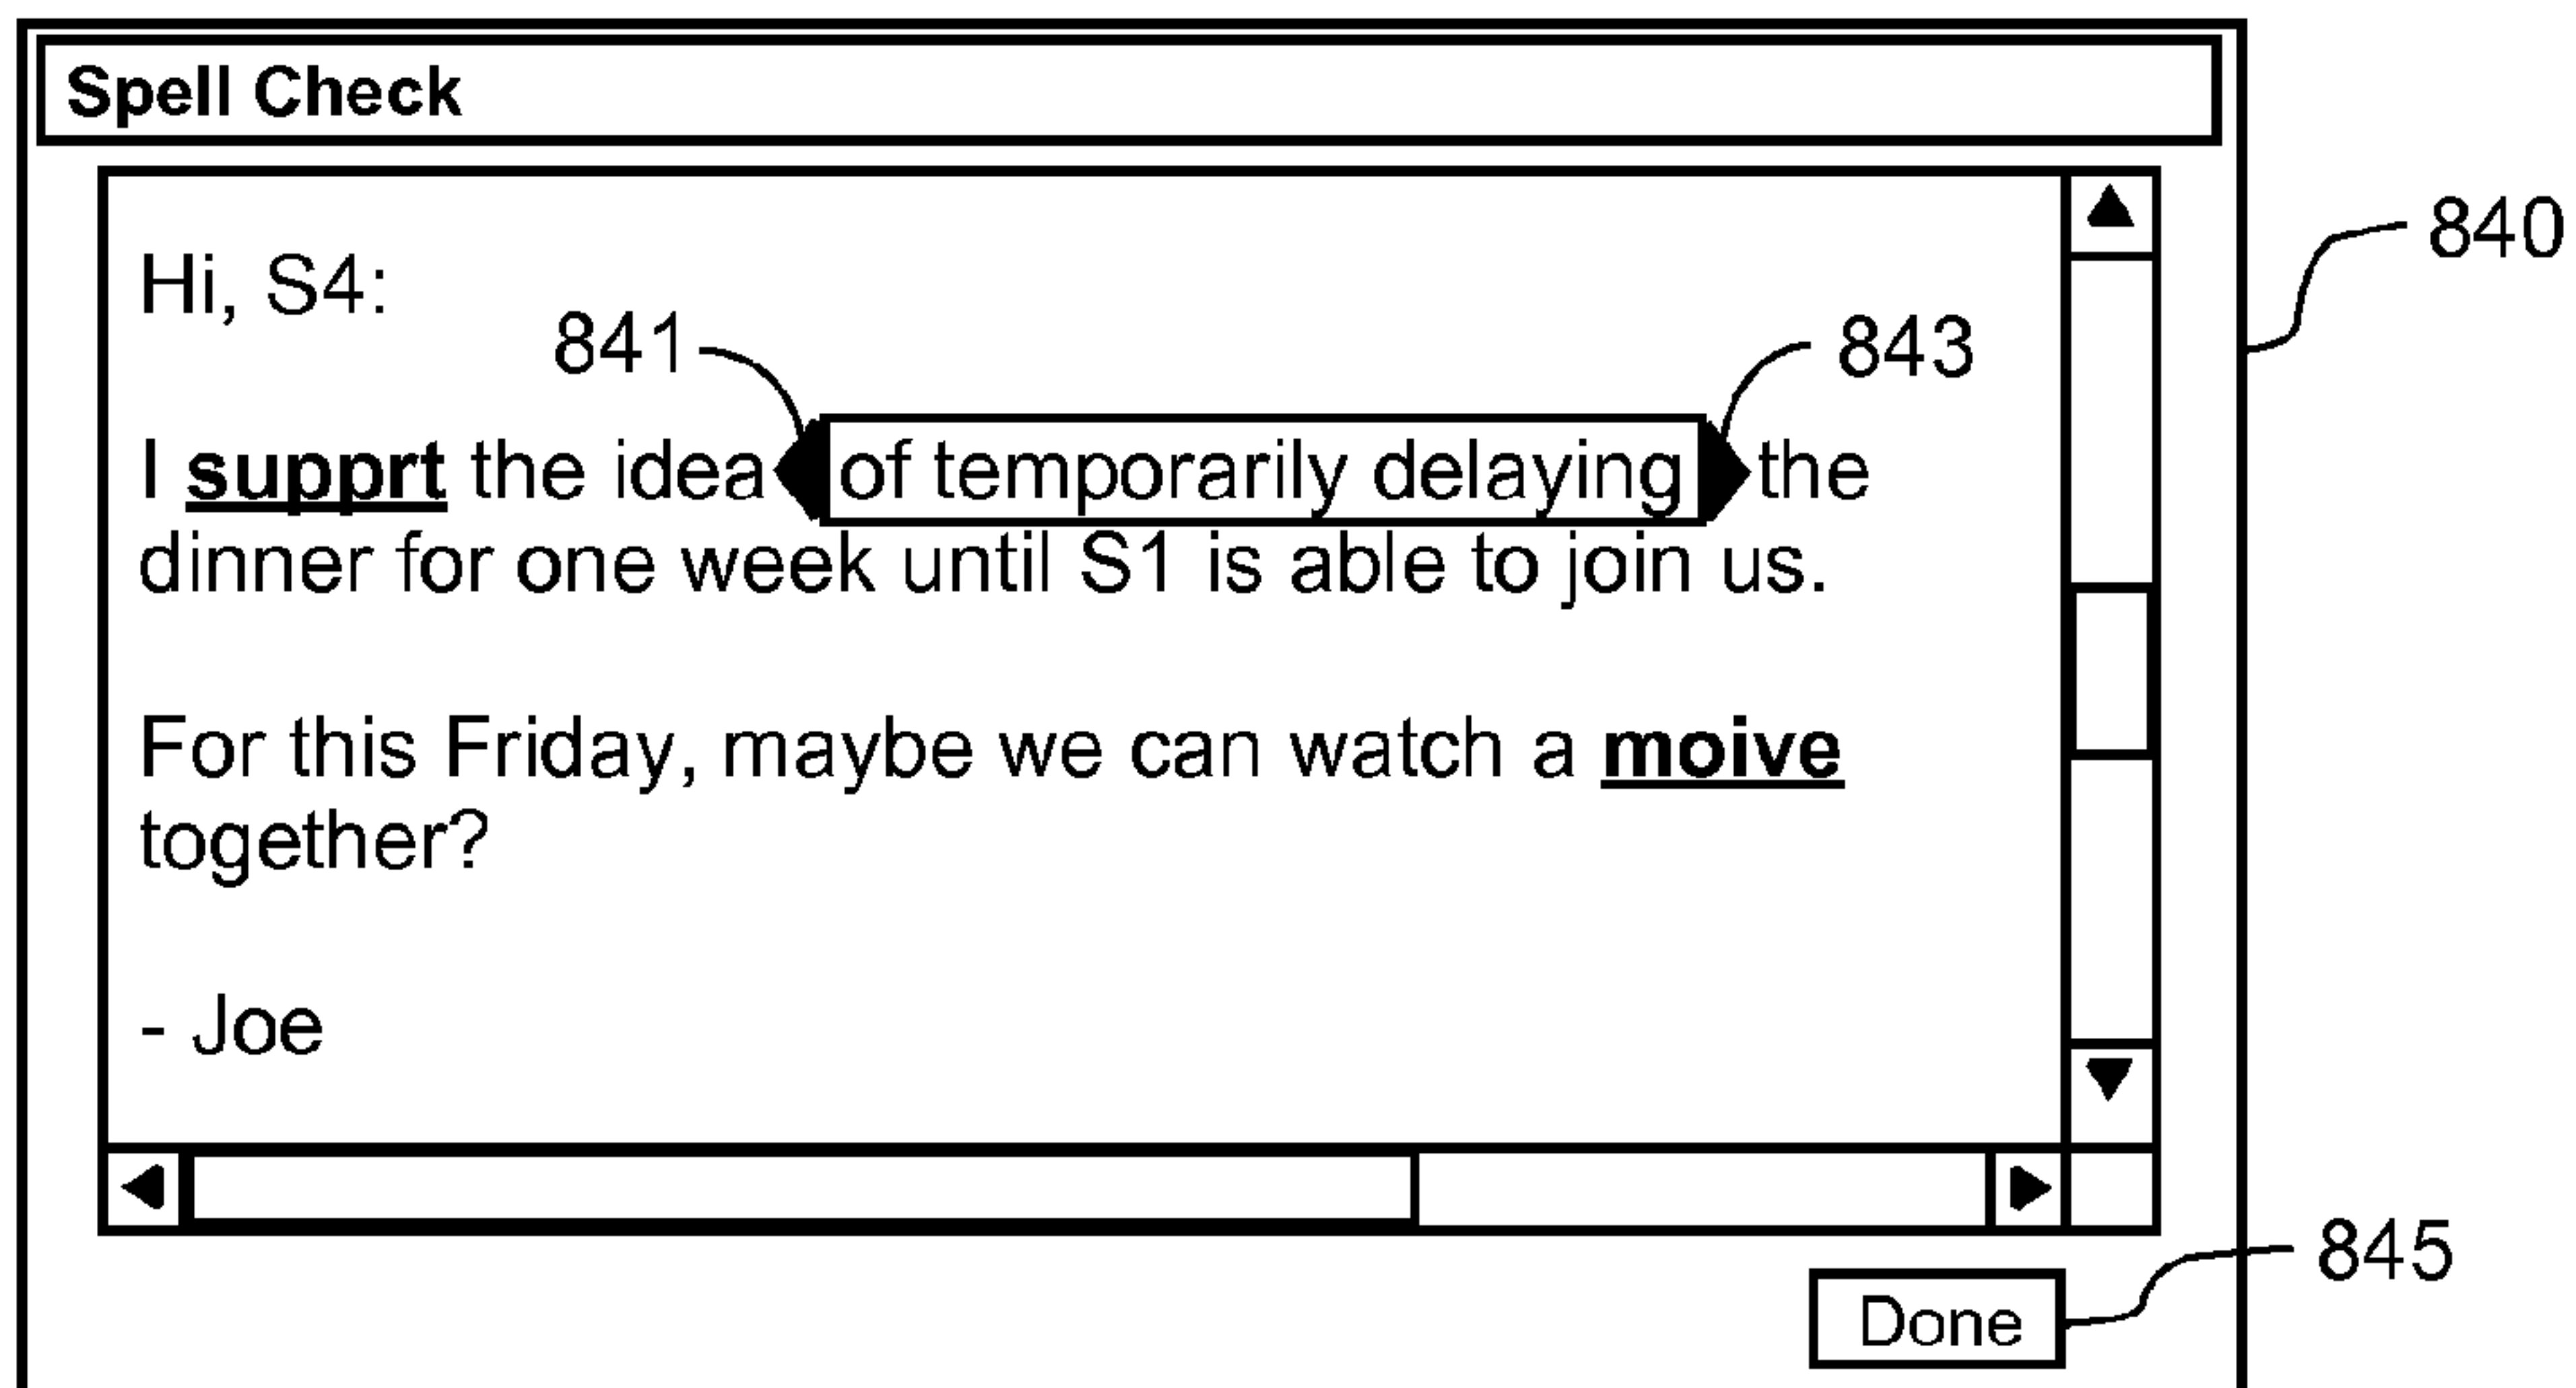 Spell Check
840
Hi, S4:
841
843
I supprt the idea of temporarily delaying the
dinner for one week until S1 is able to join us.
For this Friday, maybe we can watch a moive
together?
- Joe
845
Done